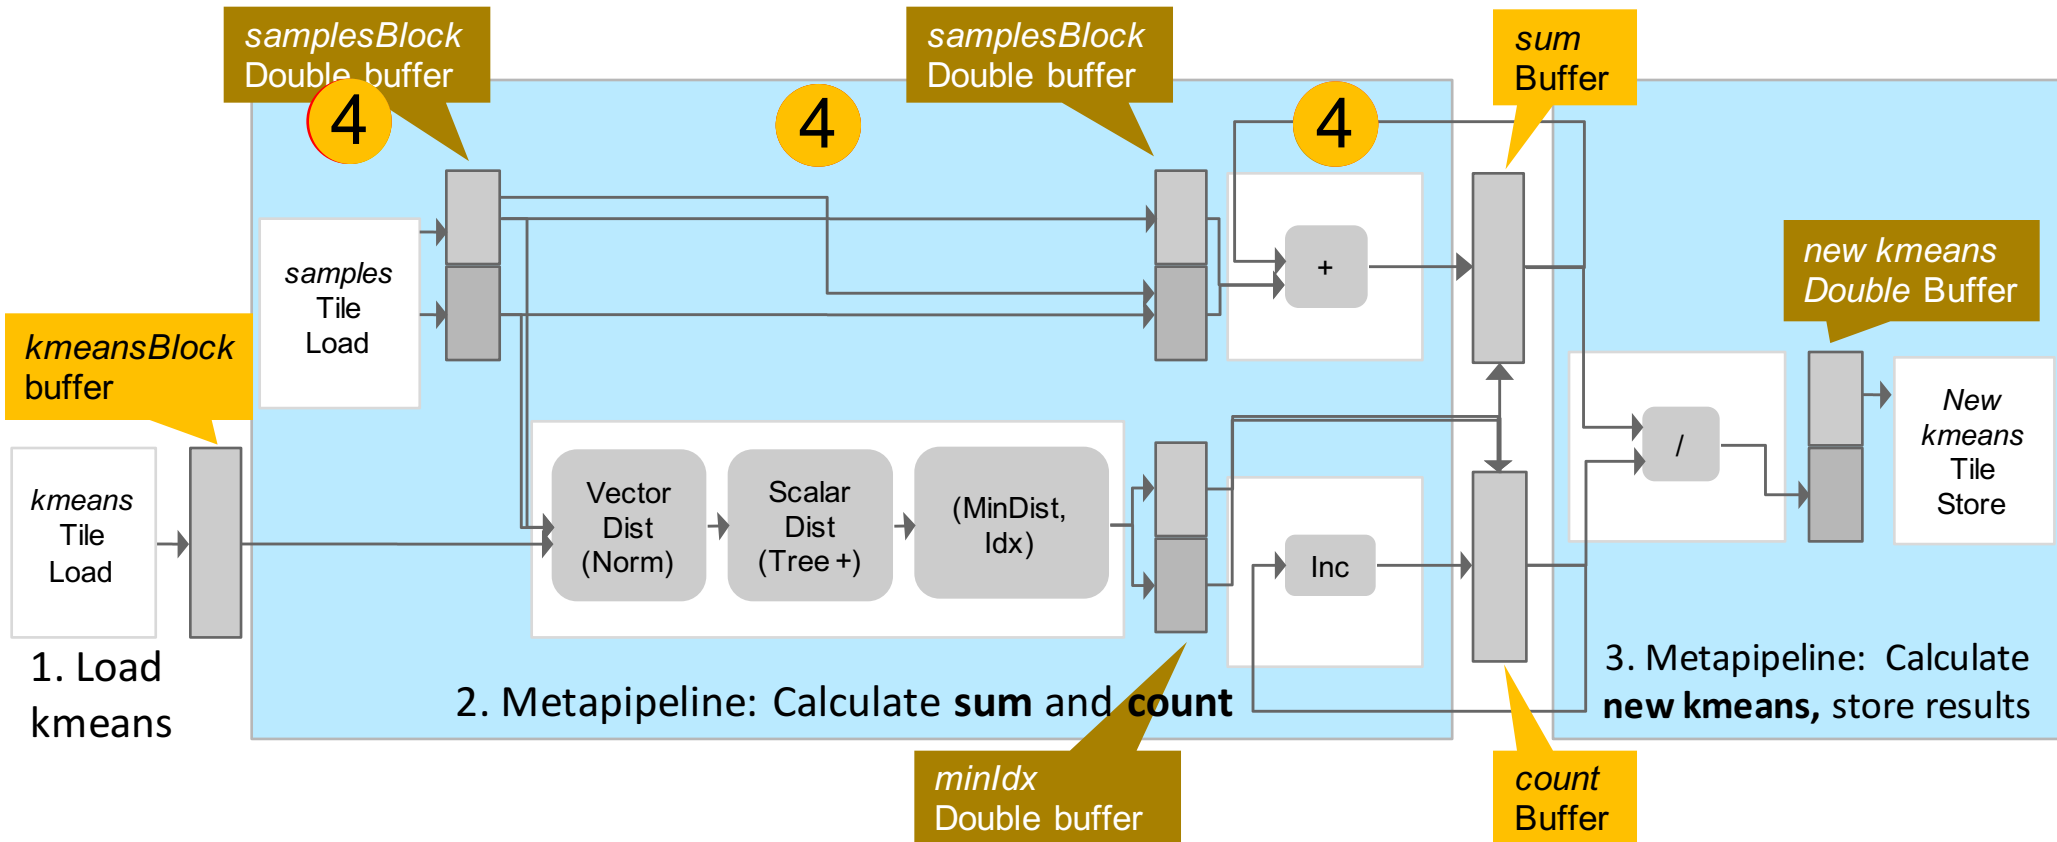 samplesBlock
Double buffer
samplesBlock
Double buffer
sum
Buffer
4
4
4
samples
Tile
Load
+
new kmeans
Double Buffer
kmeansBlock
buffer
kmeans
Tile
Load
Vector
Dist
(Norm)
Scalar
Dist
(Tree +)
(MinDist,
Idx)
Inc
/
New
kmeans
Tile
Store
1. Load
kmeans
2. Metapipeline: Calculate sum and count
3. Metapipeline: Calculate
new kmeans, store results
minIdx
Double buffer
count
Buffer